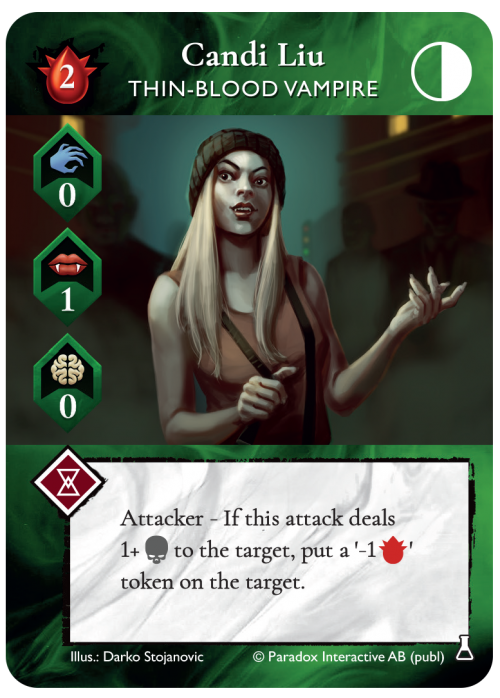 2
Candi Liu
THIN-BLOOD VAMPIRE
0
1
0
Attacker - If this attack deals
1+ to the target, put a '-1 '
token on the target.
Illus.: Darko Stojanovic © Paradox Interactive AB (publ)